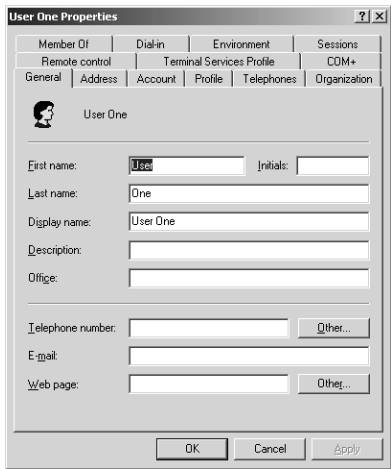 User One Properties
Member Of Dial-in Environment Sessions
Remote control Terminal Services Profile COM+
General Address Account Profile Telephones Organization
User One
First name: User Initials:
Last name: One
Display name: User One
Description:
Office:
Telephone number: Other...
E-mail:
Web page: Other...
OK Cancel Apply